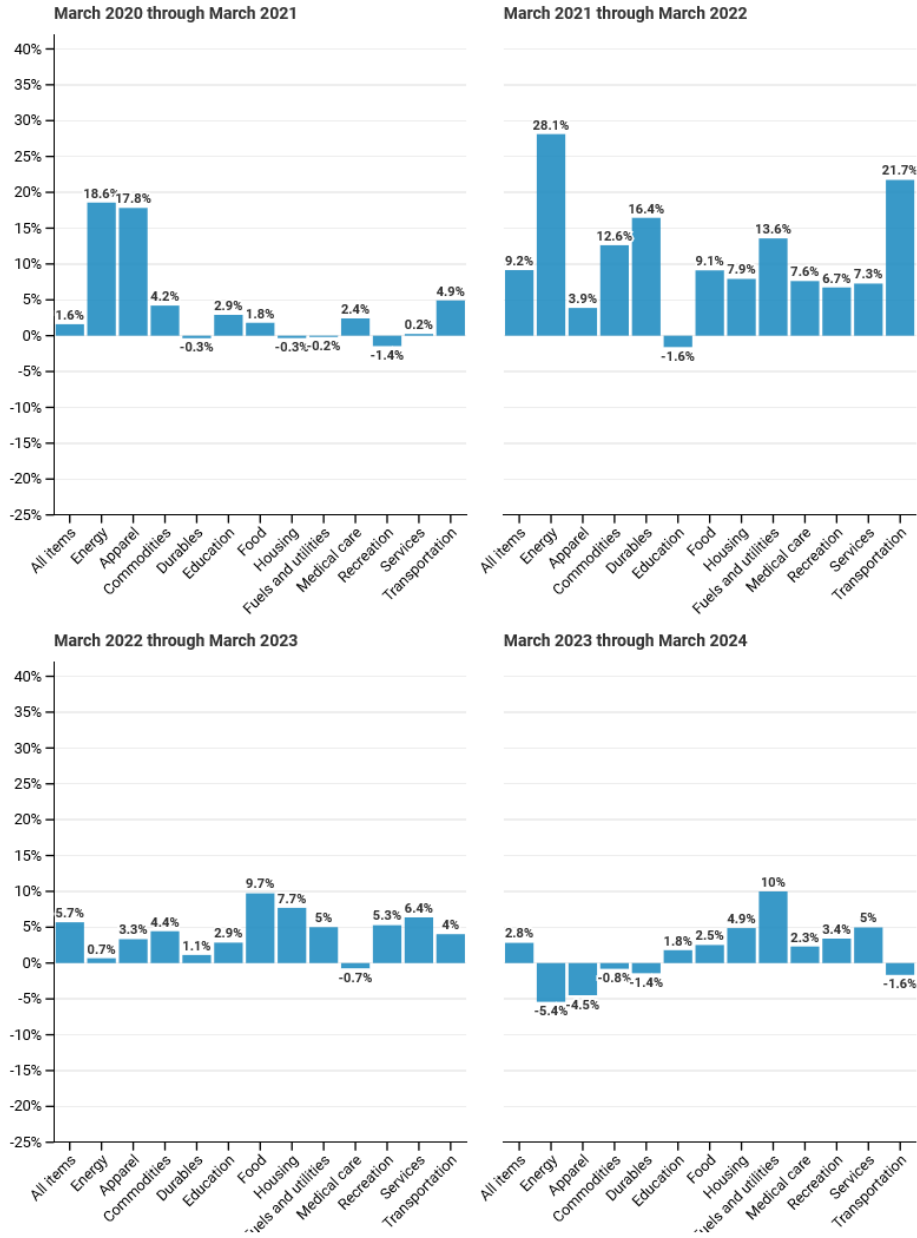 March 2020 through March 2021
40%
35%
30%
25%
20%
15%
10%
5%
0%
-5%
-10%
-15%
-20%
-25%
1.6%
18.6%
17.8%
4.2%
-0.3%
2.9%
1.8%
-0.3%
-0.2%
2.4%
-1.4%
0.2%
4.9%
All items
Energy
Apparel
Commodities
Durables
Education
Food
Housing
Fuels and utilities
Medical care
Recreation
Services
Transportation
March 2021 through March 2022
9.2%
28.1%
3.9%
12.6%
16.4%
-1.6%
9.1%
7.9%
13.6%
7.6%
6.7%
7.3%
21.7%
All items
Energy
Apparel
Commodities
Durables
Education
Food
Housing
Fuels and utilities
Medical care
Recreation
Services
Transportation
March 2022 through March 2023
40%
35%
30%
25%
20%
15%
10%
5%
0%
-5%
-10%
-15%
-20%
-25%
5.7%
0.7%
3.3%
4.4%
1.1%
2.9%
9.7%
7.7%
5%
-0.7%
5.3%
6.4%
4%
All items
Energy
Apparel
Commodities
Durables
Education
Food
Housing
uels and utilities
Medical care
Recreation
Services
Transportation
March 2023 through March 2024
2.8%
-5.4%
-4.5%
-0.8%
-1.4%
1.8%
2.5%
4.9%
10%
2.3%
3.4%
5%
-1.6%
All items
Energy
Apparel
Commodities
Durables
Education
Food
Housing
uels and utilities
Medical care
Recreation
Services
Transportation